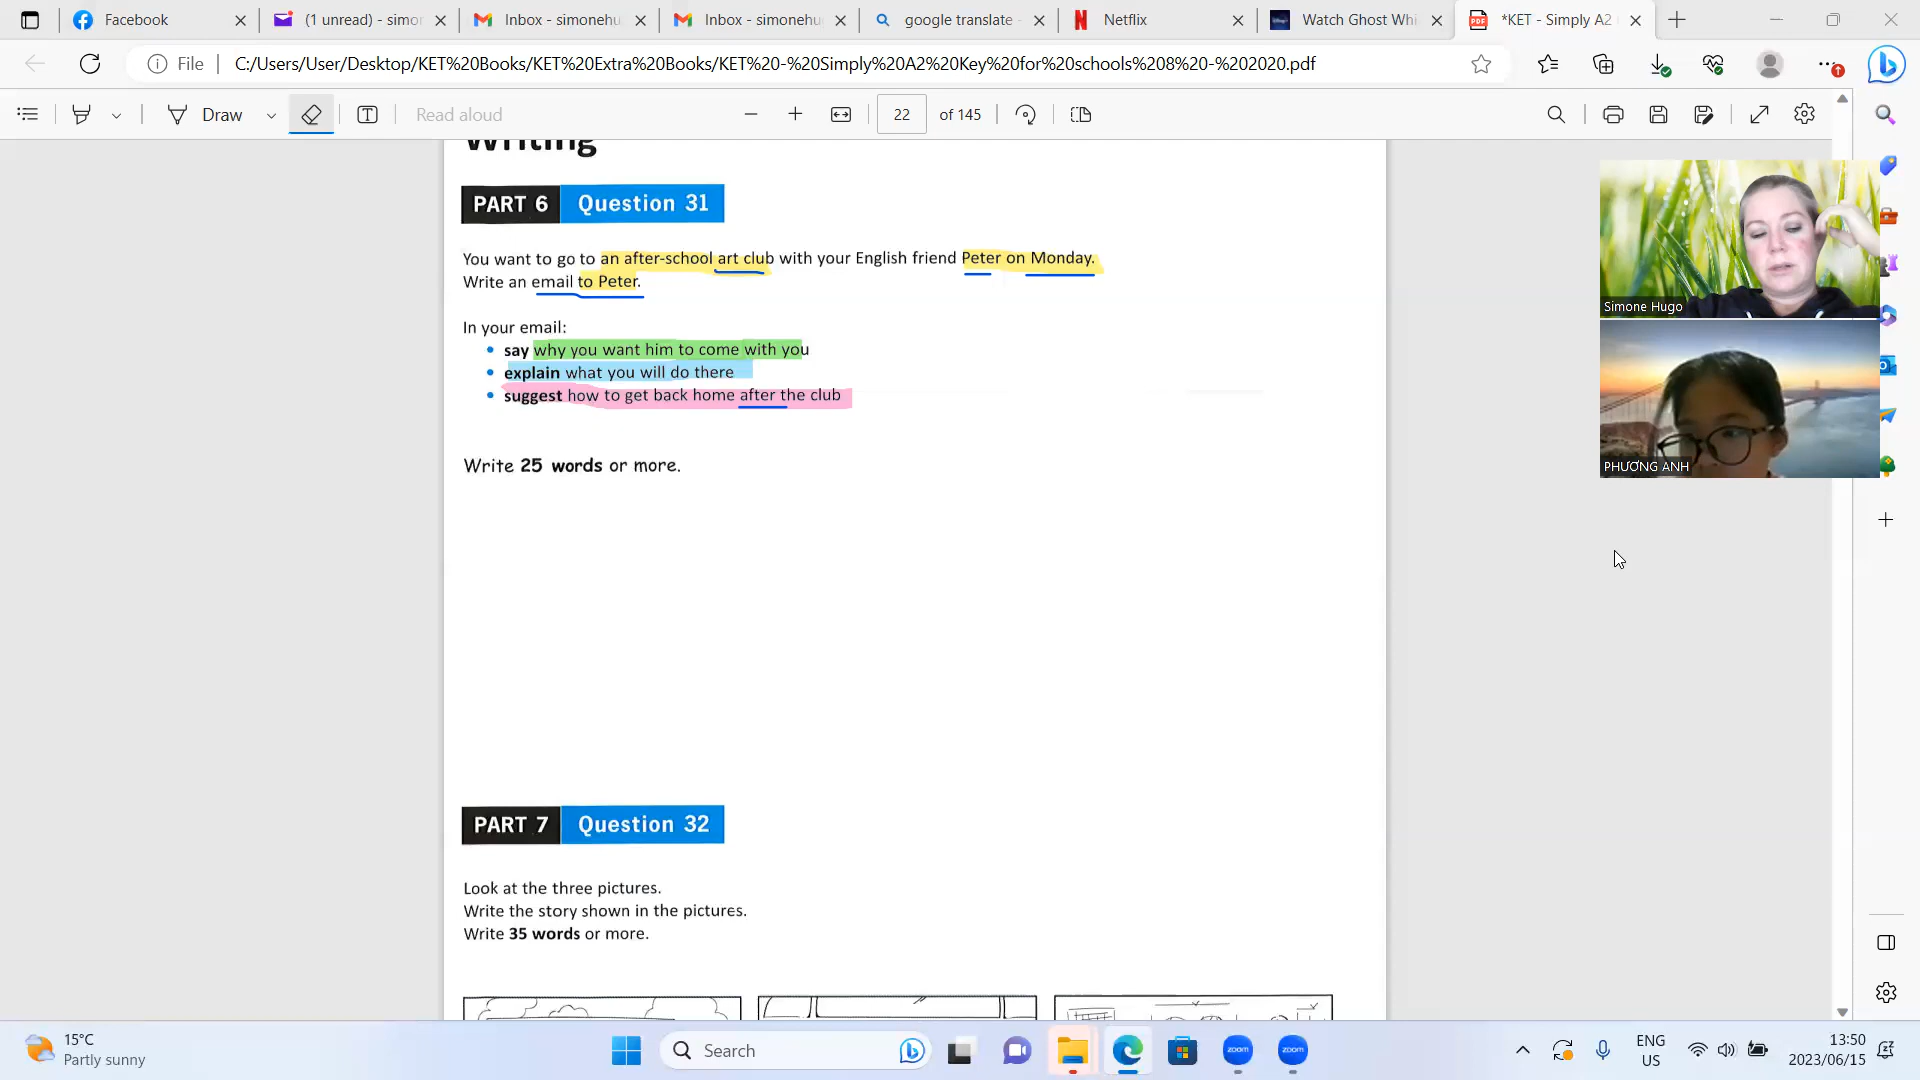 Facebook
(1 unread) - simo
Inbox - simonehu
Inbox - simonehu
google translate -
Netflix
Watch Ghost Whi
*KET - Simply A2
File
C:/Users/User/Desktop/KET%20Books/KET%20Extra%20Books/KET%20-%20Simply%20A2%20Key%20for%20schools%208%20-%202020.pdf
Draw
Read aloud
22
of 145
Writing
PART 6 Question 31
You want to go to an after-school art club with your English friend Peter on Monday.
Write an email to Peter.
In your email:
• say why you want him to come with you
• explain what you will do there
• suggest how to get back home after the club
Write 25 words or more.
Simone Hugo
PHƯƠNG ANH
PART 7 Question 32
Look at the three pictures.
Write the story shown in the pictures.
Write 35 words or more.
15°C
Partly sunny
Search
zoom
zoom
ENG
US
13:50
2023/06/15